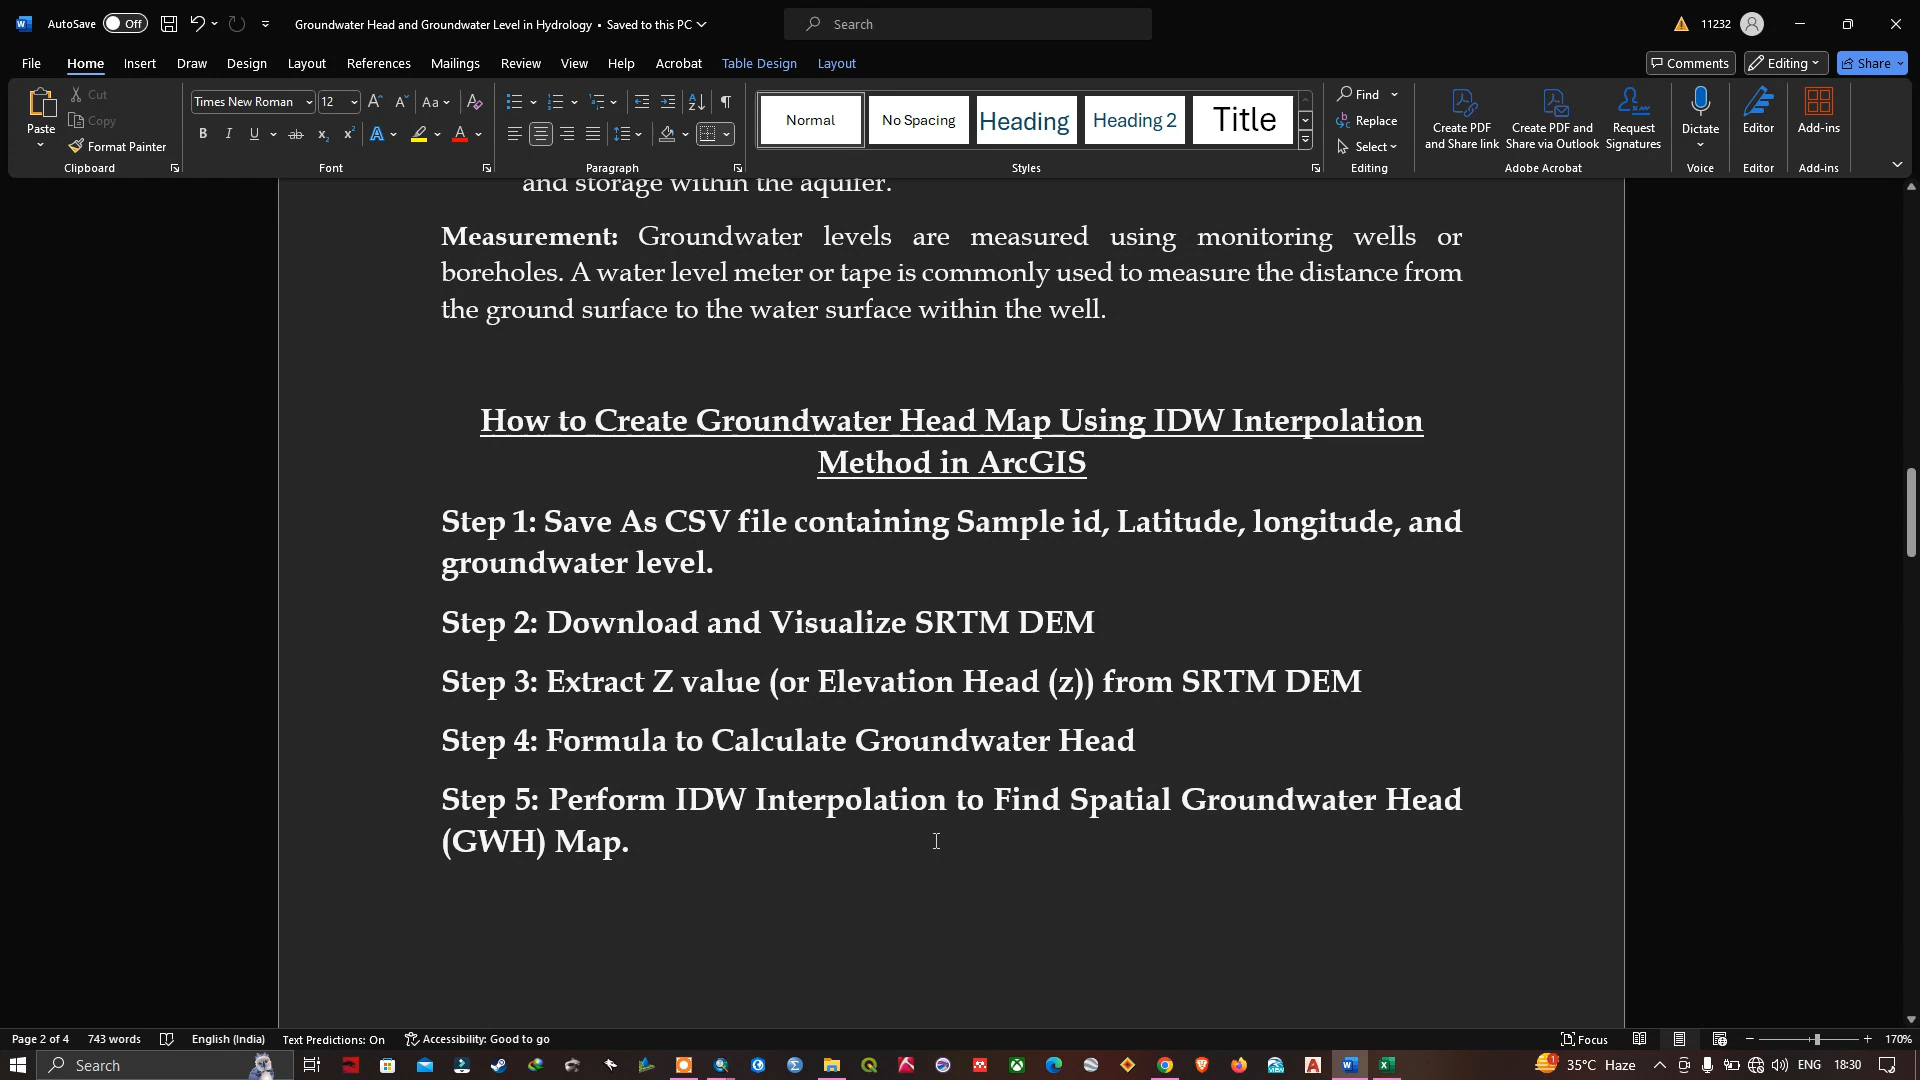 AutoSave Off Groundwater Head and Groundwater Level in Hydrology • Saved to this PC Search 11232
File Home Insert Draw Design Layout References Mailings Review View Help Acrobat Table Design Layout Comments Editing Share
Paste Cut Copy Format Painter
Times New Roman 12 Aa
B I U ab x₂ x² A A
Normal No Spacing Heading Heading 2 Title
Find Replace Select
Create PDF and Share link Create PDF and Share via Outlook Request Signatures Dictate Editor Add-ins
Clipboard Font Paragraph Styles Editing Adobe Acrobat Voice Editor Add-ins
and storage within the aquifer.
Measurement: Groundwater levels are measured using monitoring wells or
boreholes. A water level meter or tape is commonly used to measure the distance from
the ground surface to the water surface within the well.
How to Create Groundwater Head Map Using IDW Interpolation
Method in ArcGIS
Step 1: Save As CSV file containing Sample id, Latitude, longitude, and
groundwater level.
Step 2: Download and Visualize SRTM DEM
Step 3: Extract Z value (or Elevation Head (z)) from SRTM DEM
Step 4: Formula to Calculate Groundwater Head
Step 5: Perform IDW Interpolation to Find Spatial Groundwater Head
(GWH) Map.
Page 2 of 4 743 words English (India) Text Predictions: On Accessibility: Good to go Focus 170%
Search 35°C Haze ENG 18:30